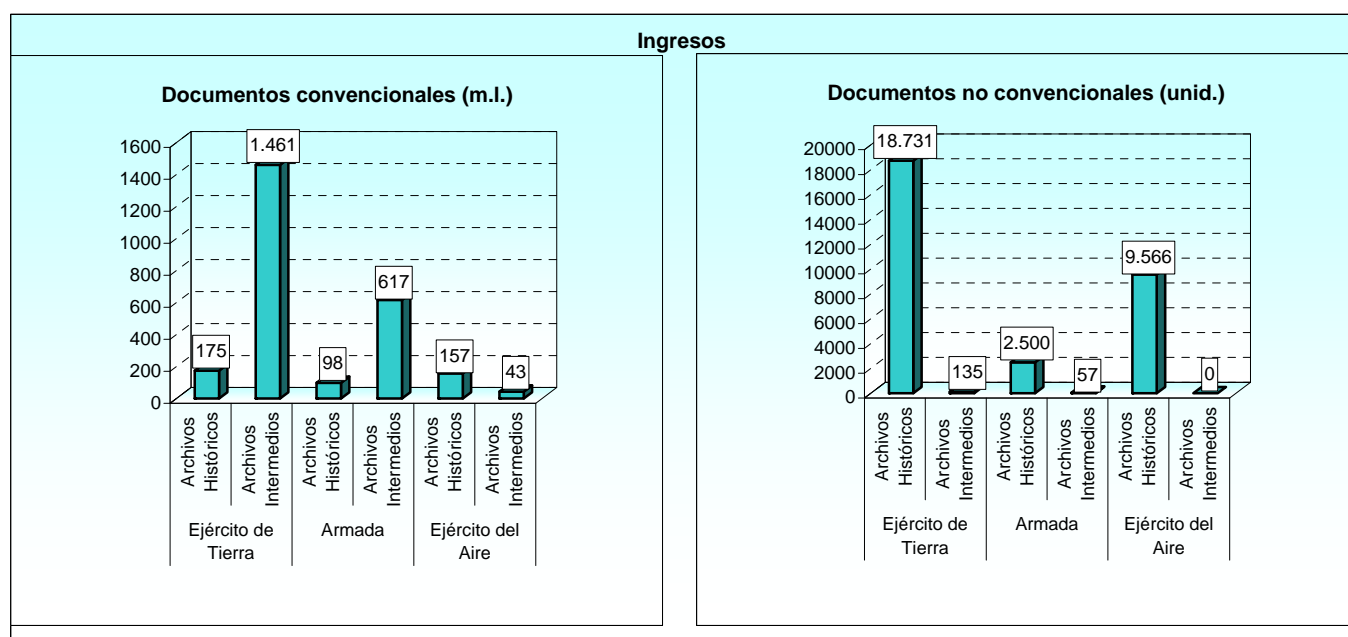 Ingresos
Documentos convencionales (m.l.)
1600
1400
1200
1000
800
600
400
200
0
175
1.461
98
617
157
43
Archivos
Históricos
Archivos
Intermedios
Archivos
Históricos
Archivos
Intermedios
Archivos
Históricos
Archivos
Intermedios
Ejército de
Tierra
Armada
Ejército del
Aire
Documentos no convencionales (unid.)
20000
18000
16000
14000
12000
10000
8000
6000
4000
2000
0
18.731
135
2.500
57
9.566
0
Archivos
Históricos
Archivos
Intermedios
Archivos
Históricos
Archivos
Intermedios
Archivos
Históricos
Archivos
Intermedios
Ejército de
Tierra
Armada
Ejército del
Aire